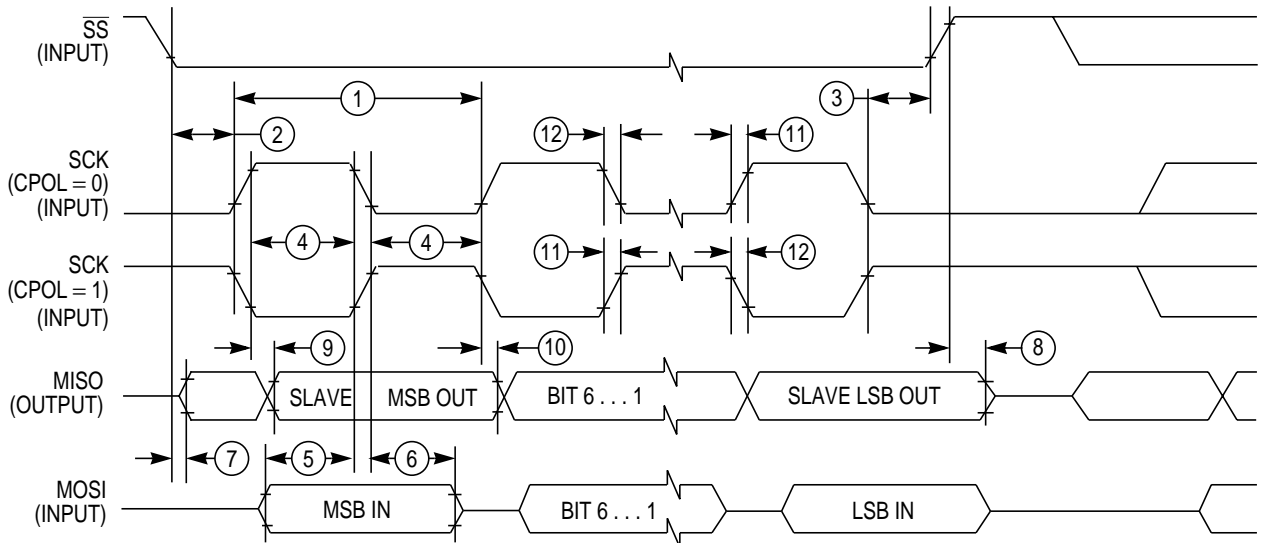 SS
(INPUT)
1
3
2
12
11
SCK
(CPOL = 0)
(INPUT)
4
4
SCK
(CPOL = 1)
(INPUT)
11
12
9
10
8
MISO
(OUTPUT)
SLAVE
MSB OUT
BIT 6 . . . 1
SLAVE LSB OUT
7
5
6
MOSI
(INPUT)
MSB IN
BIT 6 . . . 1
LSB IN